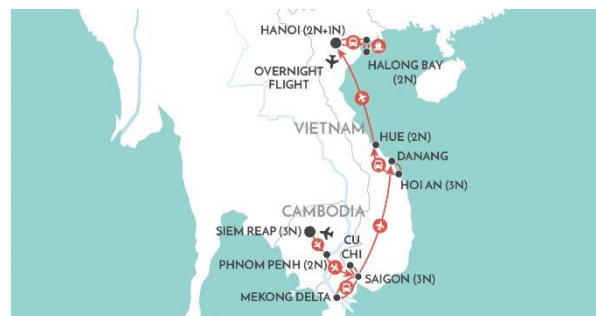 HANOI (2N+1N)
OVERNIGHT
FLIGHT
HALONG BAY
(2N)
VIETNAM
HUE (2N)
DANANG
HOI AN (3N)
CAMBODIA
SIEM REAP (3N)
CU
CHI
PHNOM PENH (2N)
SAIGON (3N)
MEKONG DELTA